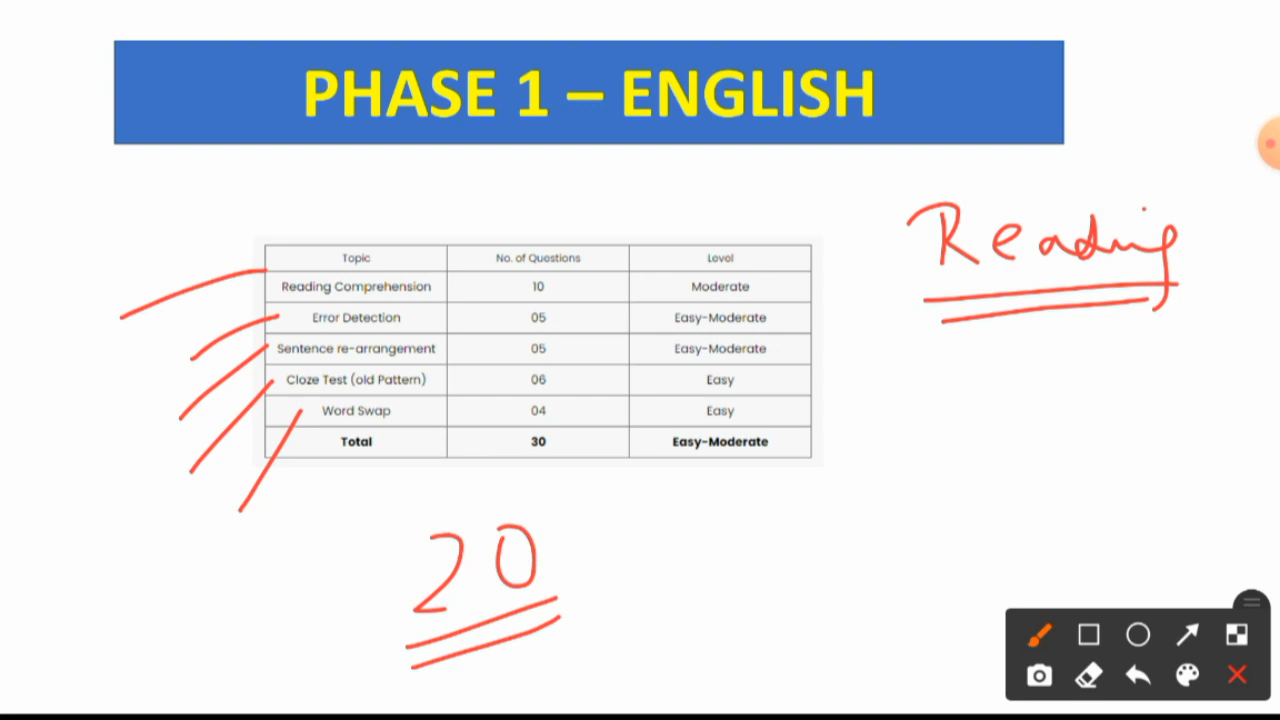 PHASE 1 – ENGLISH
Reading
Topic No. of Questions Level
Reading Comprehension 10 Moderate
Error Detection 05 Easy-Moderate
Sentence re-arrangement 05 Easy-Moderate
Cloze Test (old Pattern) 06 Easy
Word Swap 04 Easy
Total 30 Easy-Moderate
20